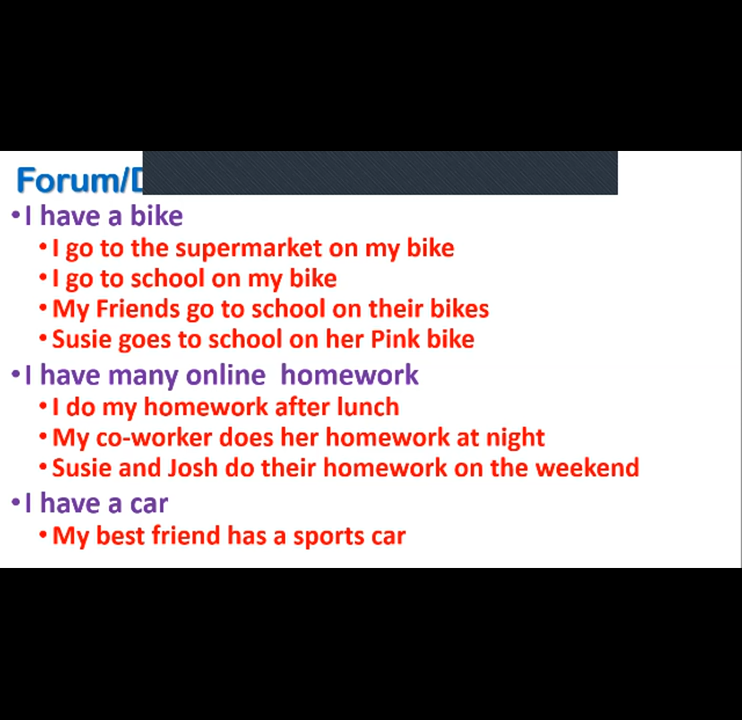 Forum/
•I have a bike
•I go to the supermarket on my bike
•I go to school on my bike
•My Friends go to school on their bikes
•Susie goes to school on her Pink bike
•I have many online  homework
•I do my homework after lunch
•My co-worker does her homework at night
•Susie and Josh do their homework on the weekend
•I have a car
•My best friend has a sports car